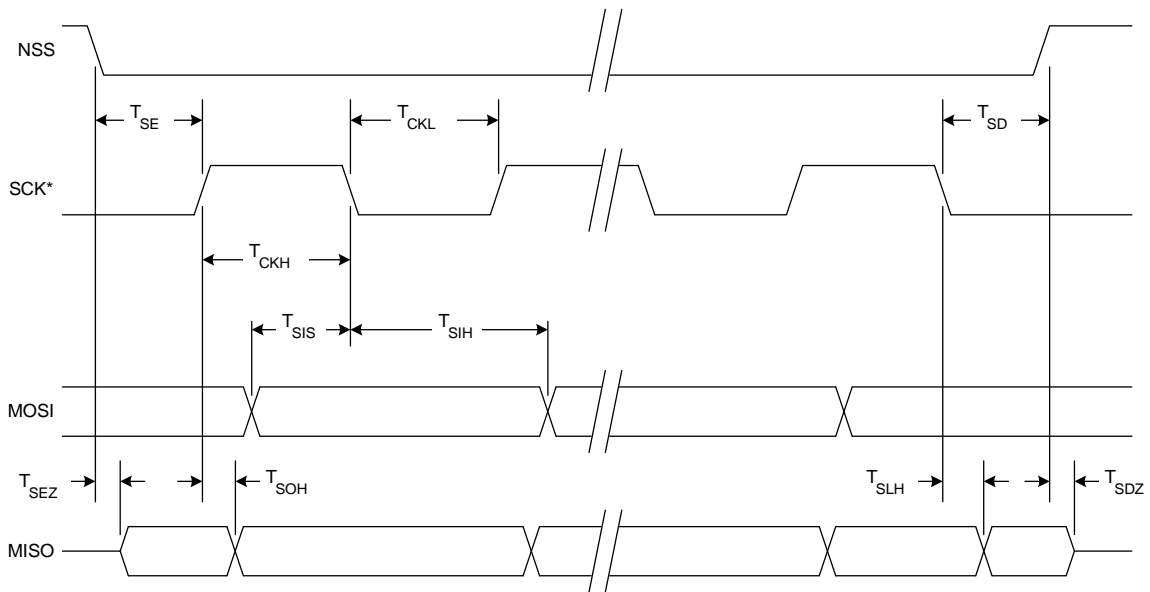 NSS
T_SE
T_CKL
T_SD
SCK*
T_CKH
T_SIS
T_SIH
MOSI
T_SEZ
T_SOH
T_SLH
T_SDZ
MISO